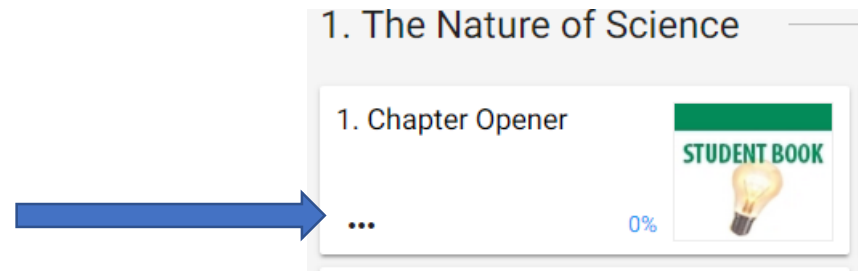 1. The Nature of Science
1. Chapter Opener
STUDENT BOOK
•••
0%